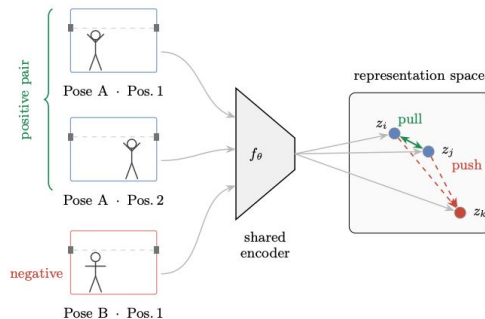 positive pair
Pose A · Pos. 1
Pose A · Pos. 2
negative
Pose B · Pos. 1
f_θ
shared
encoder
representation space
z_i
pull
z_j
push
z_k